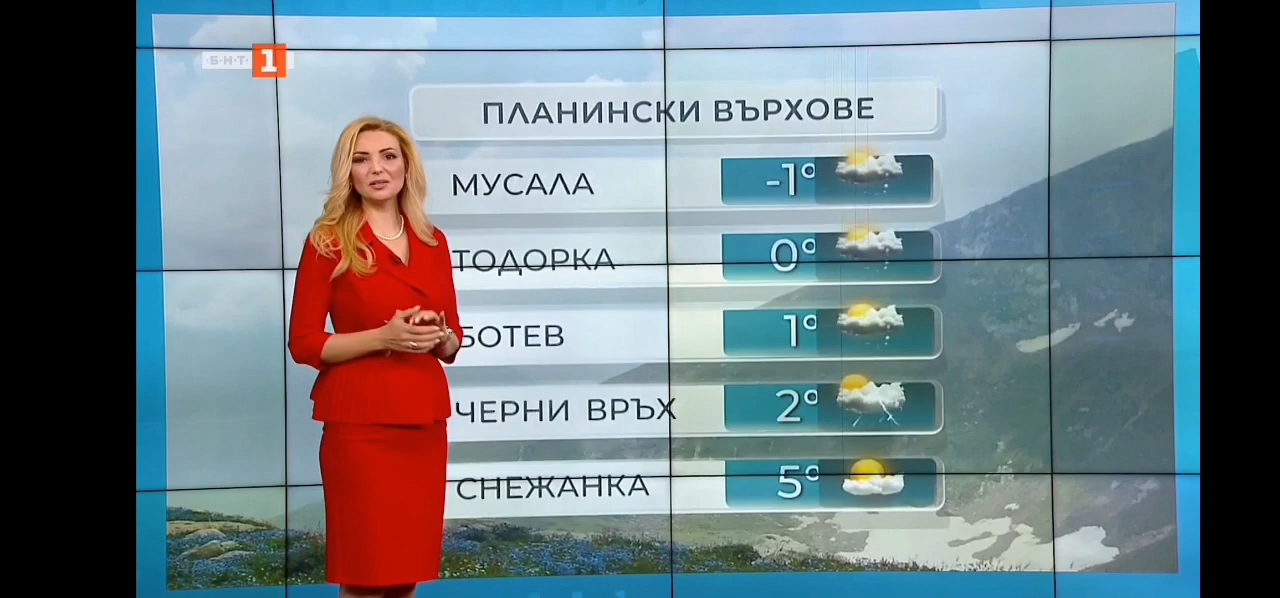 БНТ 1
ПЛАНИНСКИ ВЪРХОВЕ
МУСАЛА -1°
ТОДОРКА 0°
БОТЕВ 1°
ЧЕРНИ ВРЪХ 2°
СНЕЖАНКА 5°